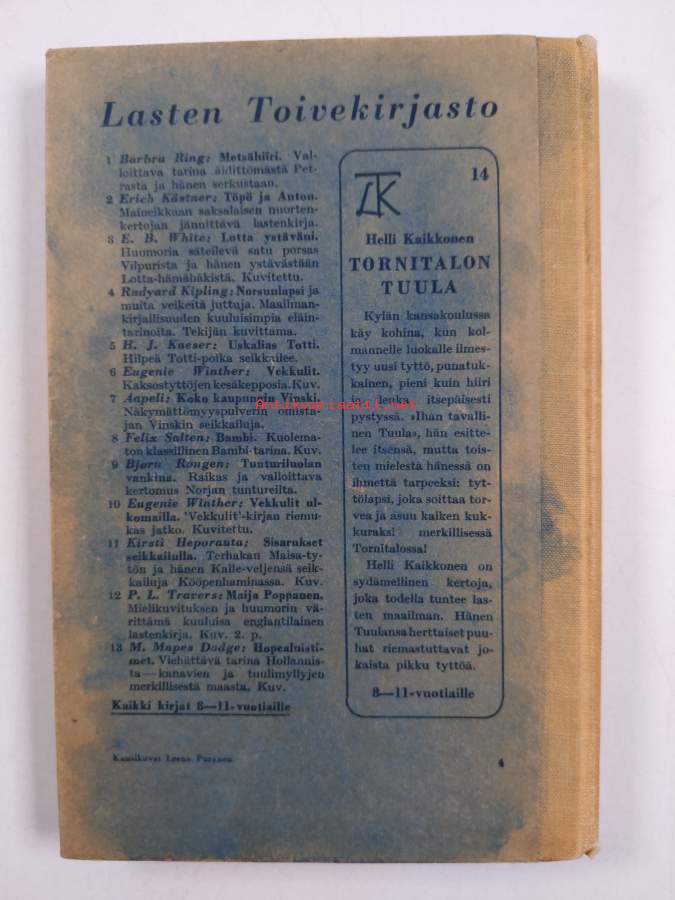 Lasten Toivekirjasto
1 Barbra Ring: Metsähiiri. Val-
loittava tarina äidittömästä Pet-
rasta ja hänen serkustaan.
2 Erich Kästner: Töpö ja Anton.
Maineikkaan saksalaisen nuorten-
kertojan jännittävä lastenkirja.
3 E. B. White: Lotta ystäväni.
Huumoria säteilevä satu porsas
Vilpurista ja hänen ystävästään
Lotta-hämähäkistä. Kuvitettu.
4 Rudyard Kipling: Norsunlapsi ja
muita veikeitä juttuja. Maailman-
kirjallisuuden kuuluisimpia eläin-
tarinoita. Tekijän kuvittama.
5 H. J. Kaeser: Uskalias Totti.
Hilpeä Totti-poika seikkailee.
6 Eugenie Winther: Vekkulit.
Kaksostyttöjen kesäkepposia. Kuv.
7 Aapeli: Koko kaupungin Vinski.
Näkymättömyyspulverin omista-
jan Vinskin seikkailuja.
8 Felix Salten: Bambi. Kuolema-
ton klassillinen Bambi-tarina. Kuv.
9 Bjørn Rongen: Tunturiluolan
vankina. Raikas ja valloittava
kertomus Norjan tuntureilta.
10 Eugenie Winther: Vekkulit ul-
komailla. 'Vekkulit'-kirjan riemu-
kas jatko. Kuvitettu.
11 Kirsti Heporauta: Sisarukset
seikkailulla. Terhakan Maisa-ty-
tön ja hänen Kalle-veljensä seik-
kailuja Kööpenhaminassa. Kuv.
12 P. L. Travers: Maija Poppanen.
Mielikuvituksen ja huumorin vä-
rittämä kuuluisa englantilainen
lastenkirja. Kuv. 2. p.
13 M. Mapes Dodge: Hopealuisti-
met. Viehättävä tarina Hollannis-
ta — kanavien ja tuulimyllyjen
merkillisestä maasta. Kuv.
Kaikki kirjat 8—11-vuotiaille
LTK
14
Helli Kaikkonen
TORNITALON
TUULA
Kylän kansakoulussa
käy kohina, kun kol-
mannelle luokalle ilmes-
tyy uusi tyttö, punatuk-
kainen, pieni kuin hiiri
ja leuka itsepäisesti
pystyssä. »Ihan tavalli-
nen Tuula», hän esitte-
lee itsensä, mutta tois-
ten mielestä hänessä on
ihmettä tarpeeksi: tyt-
tölapsi, joka soittaa tor-
vea ja asuu kaiken kuk-
kuraksi merkillisessä
Tornitalossa!
Helli Kaikkonen on
sydämellinen kertoja,
joka todella tuntee las-
ten maailman. Hänen
Tuulansa herttaiset puu-
hat riemastuttavat jo-
kaista pikku tyttöä.
8—11-vuotiaille
Kansikuva: Leena Puranen
4
Antikvariaatit.net